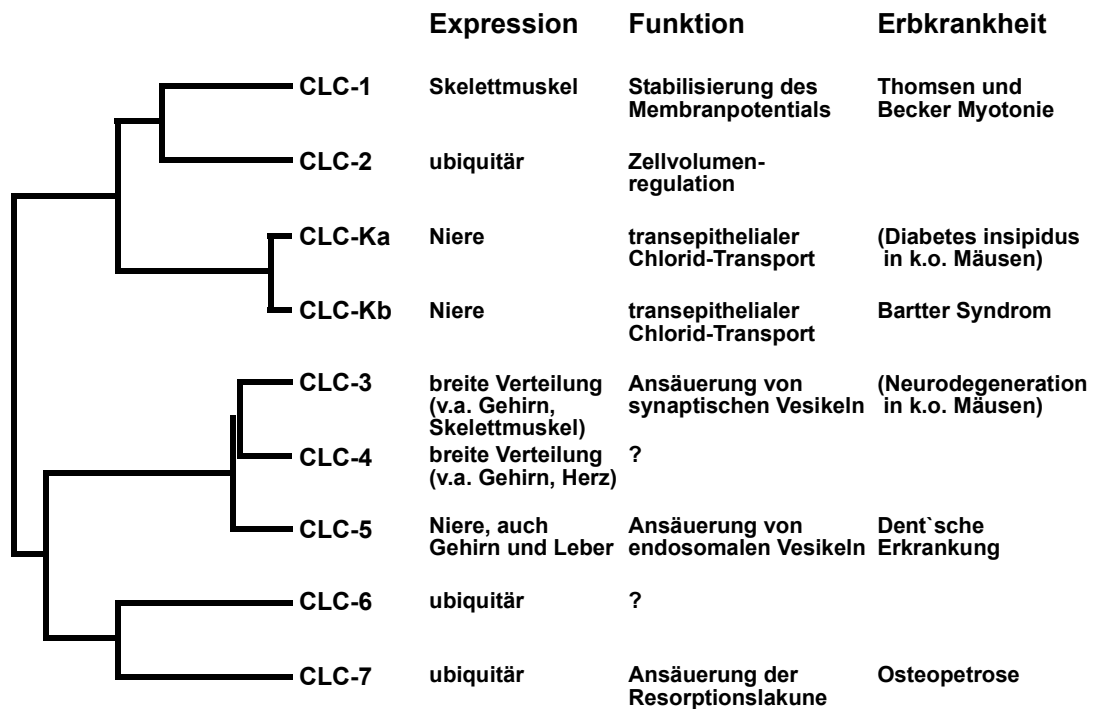 Expression Funktion Erbkrankheit
CLC-1 Skelettmuskel Stabilisierung des Thomsen und
Membranpotentials Becker Myotonie
CLC-2 ubiquitär Zellvolumen-
regulation
CLC-Ka Niere transepithelialer (Diabetes insipidus
Chlorid-Transport in k.o. Mäusen)
CLC-Kb Niere transepithelialer Bartter Syndrom
Chlorid-Transport
CLC-3 breite Verteilung Ansäuerung von (Neurodegeneration
(v.a. Gehirn, synaptischen Vesikeln in k.o. Mäusen)
Skelettmuskel)
CLC-4 breite Verteilung ?
(v.a. Gehirn, Herz)
CLC-5 Niere, auch Ansäuerung von Dent`sche
Gehirn und Leber endosomalen Vesikeln Erkrankung
CLC-6 ubiquitär ?
CLC-7 ubiquitär Ansäuerung der Osteopetrose
Resorptionslakune